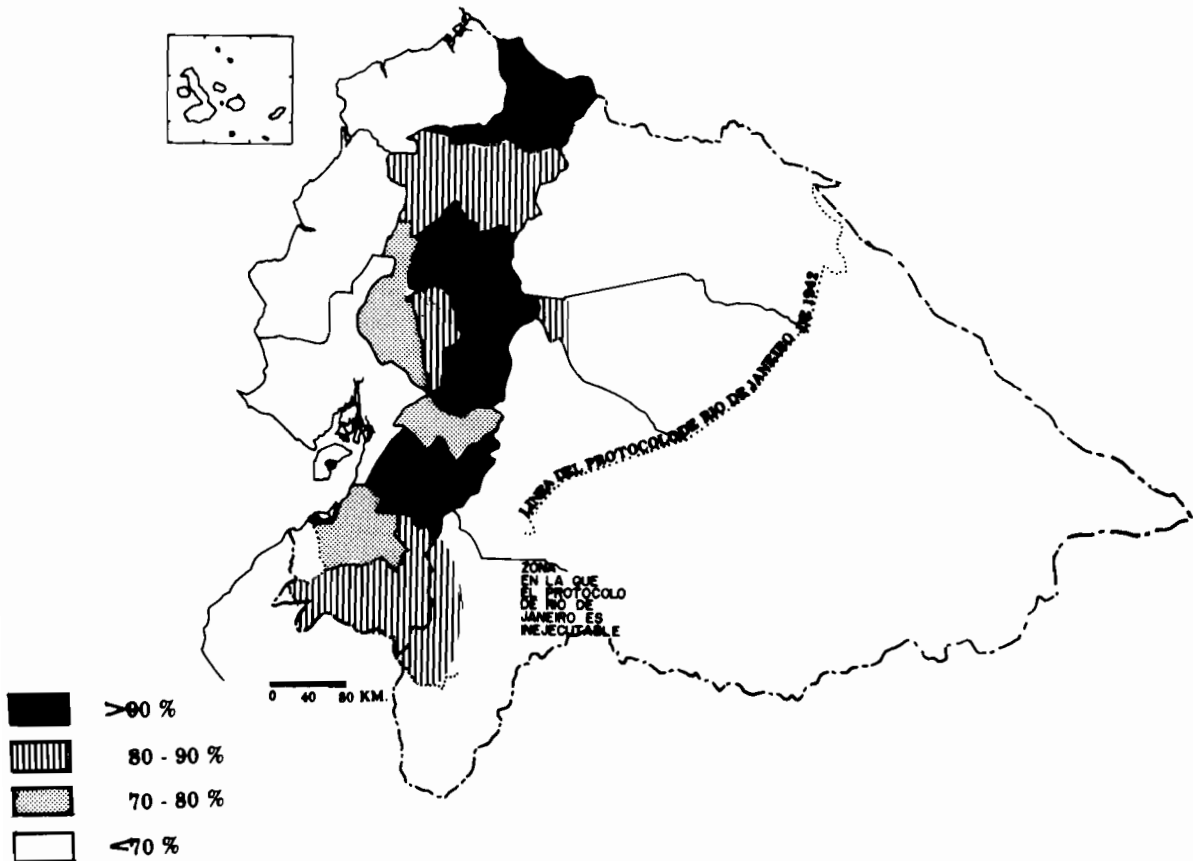 LINEA DEL PROTOCOLO DE RIO DE JANEIRO DE 1942
ZONA
EN LA QUE
EL PROTOCOLO
DE RIO DE
JANEIRO ES
INEJECUTABLE
0 40 80 KM.
>90 %
80 - 90 %
70 - 80 %
<70 %